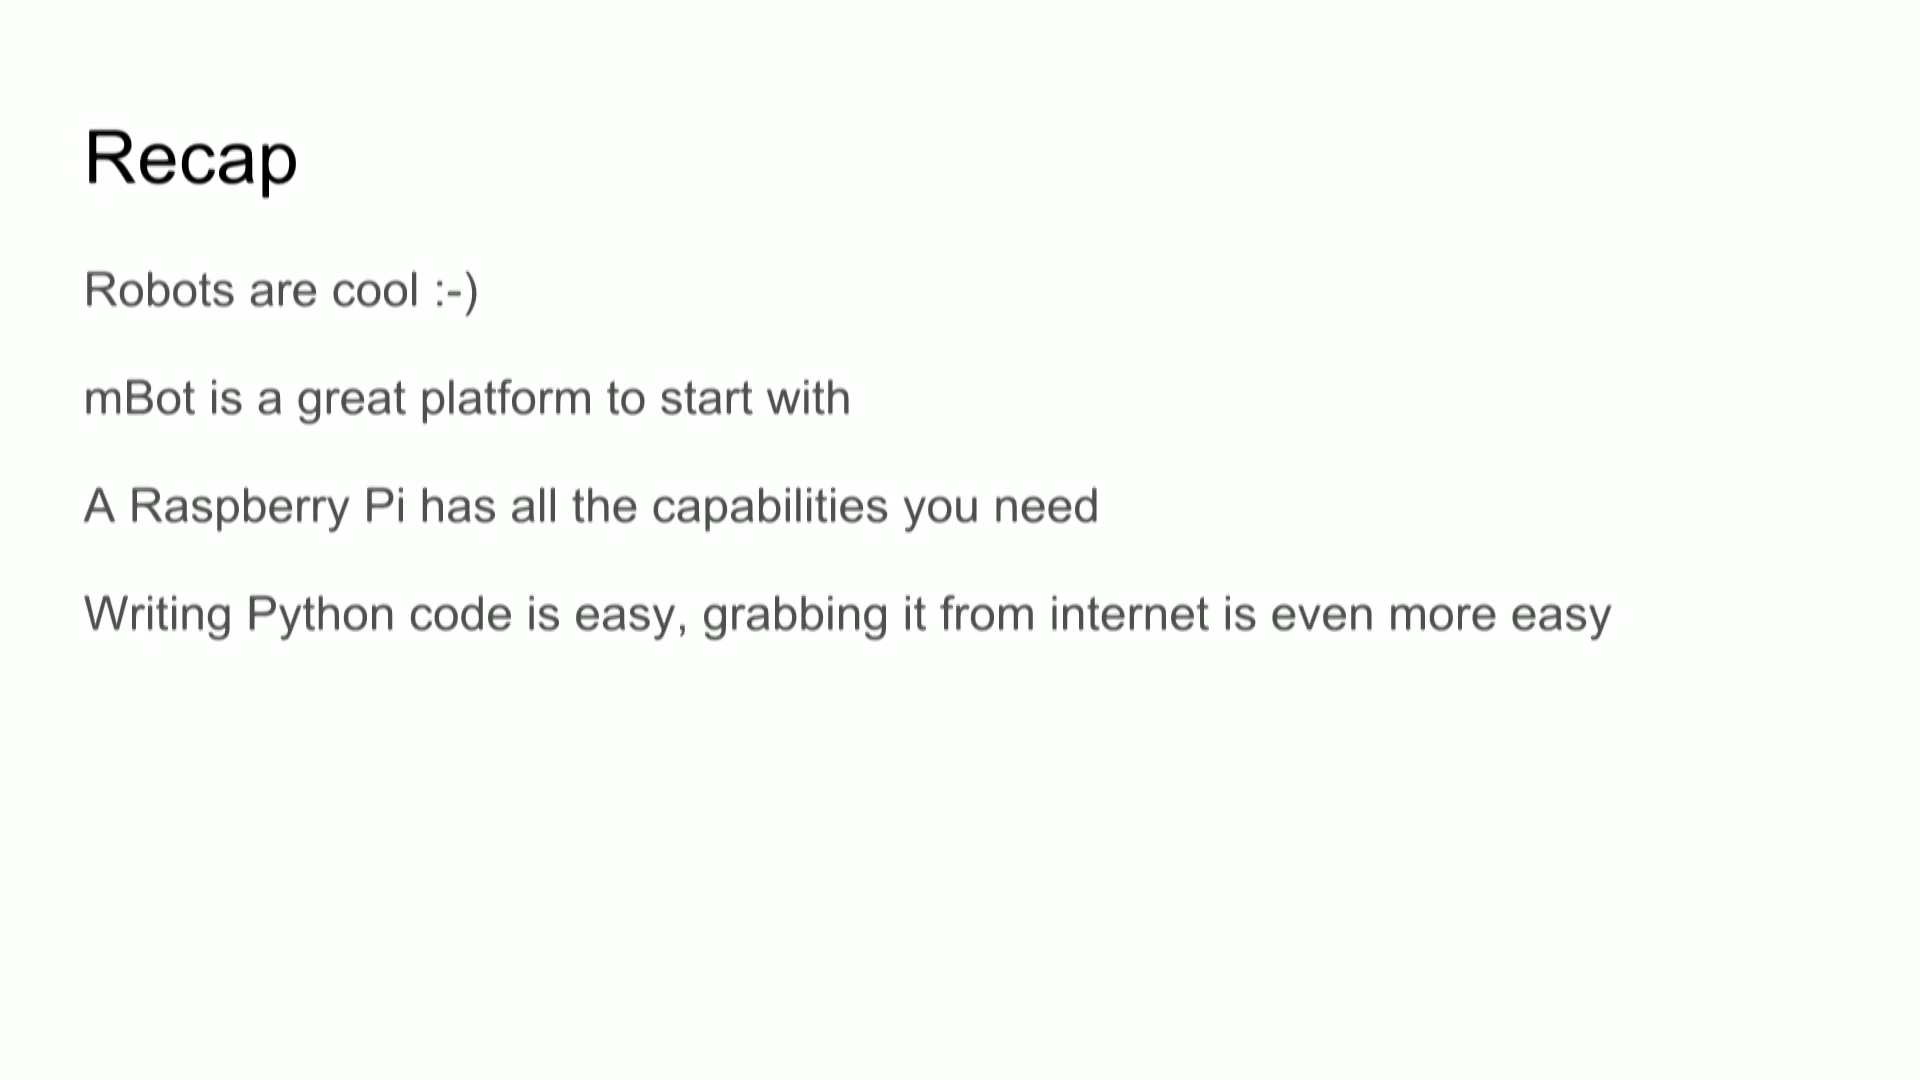 Recap
Robots are cool :-)
mBot is a great platform to start with
A Raspberry Pi has all the capabilities you need
Writing Python code is easy, grabbing it from internet is even more easy